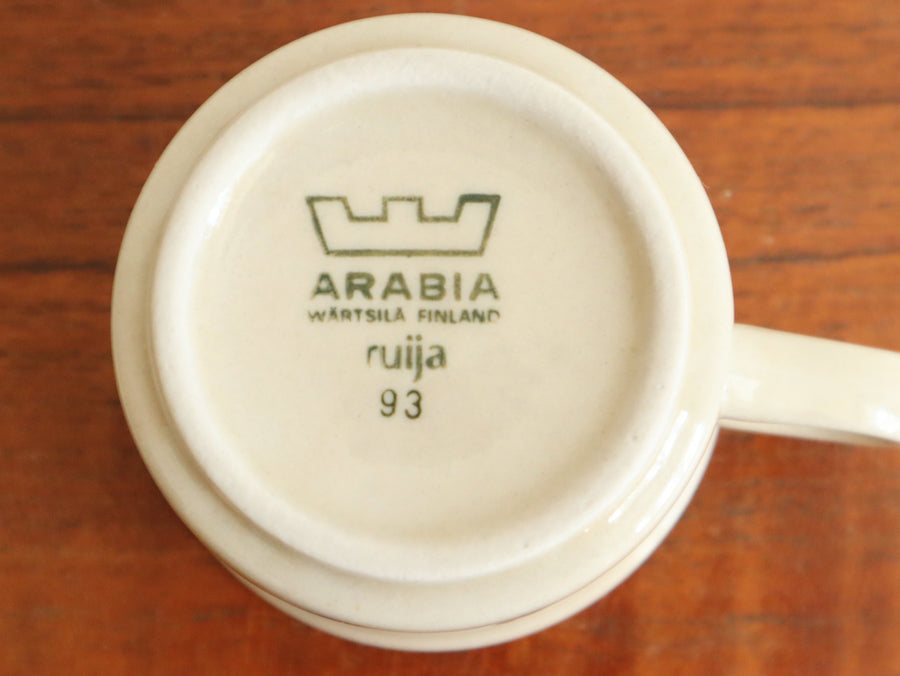 ARABIA
WÄRTSILÄ FINLAND
ruija
93